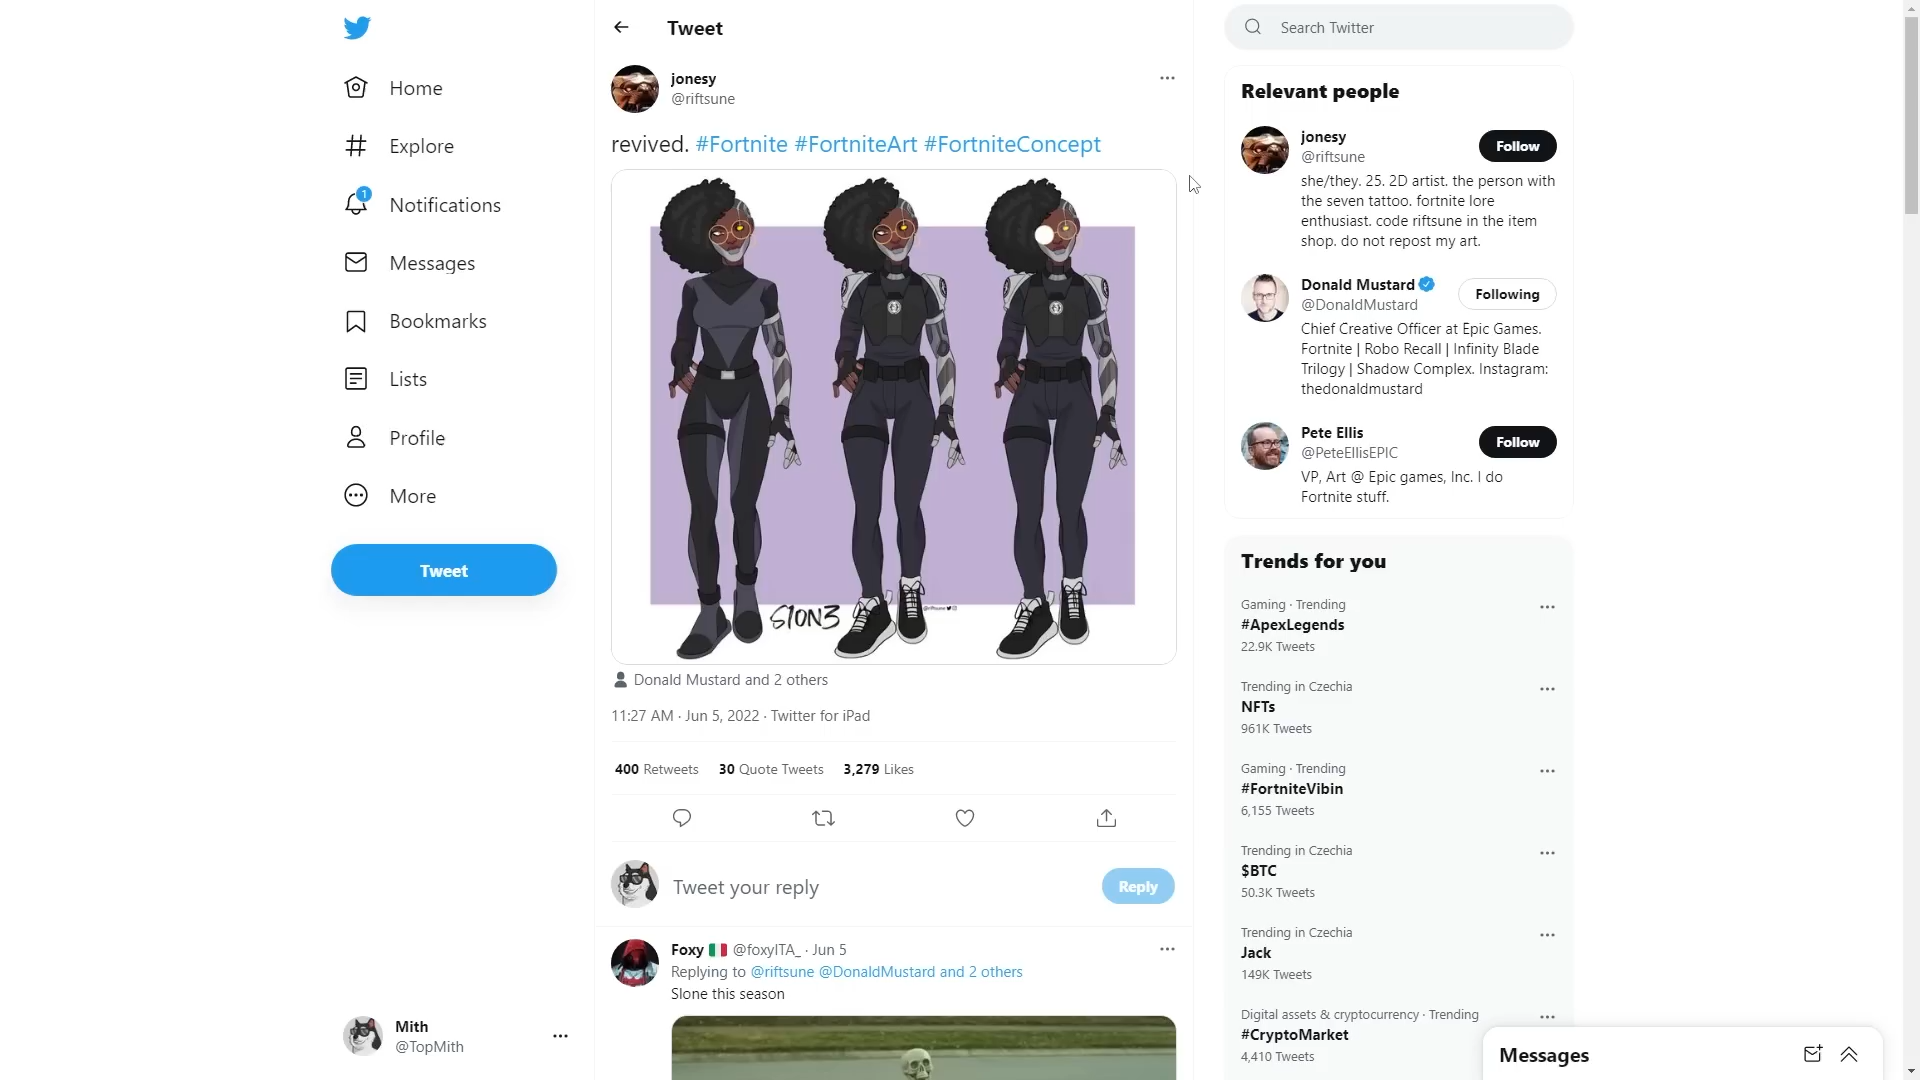 Home
Explore
1
Notifications
Messages
Bookmarks
Lists
Profile
More
Tweet
Mith
@TopMith
Tweet
jonesy
@riftsune
revived. #Fortnite #FortniteArt #FortniteConcept
S10N3
@riftsune
Donald Mustard and 2 others
11:27 AM · Jun 5, 2022 · Twitter for iPad
400 Retweets 30 Quote Tweets 3,279 Likes
Tweet your reply
Reply
Foxy @foxyITA_ · Jun 5
Replying to @riftsune @DonaldMustard and 2 others
Slone this season
Search Twitter
Relevant people
jonesy
@riftsune
Follow
she/they. 25. 2D artist. the person with
the seven tattoo. fortnite lore
enthusiast. code riftsune in the item
shop. do not repost my art.
Donald Mustard
@DonaldMustard
Following
Chief Creative Officer at Epic Games.
Fortnite | Robo Recall | Infinity Blade
Trilogy | Shadow Complex. Instagram:
thedonaldmustard
Pete Ellis
@PeteEllisEPIC
Follow
VP, Art @ Epic games, Inc. I do
Fortnite stuff.
Trends for you
Gaming · Trending
#ApexLegends
22.9K Tweets
Trending in Czechia
NFTs
961K Tweets
Gaming · Trending
#FortniteVibin
6,155 Tweets
Trending in Czechia
$BTC
50.3K Tweets
Trending in Czechia
Jack
149K Tweets
Digital assets & cryptocurrency · Trending
#CryptoMarket
4,410 Tweets
Messages